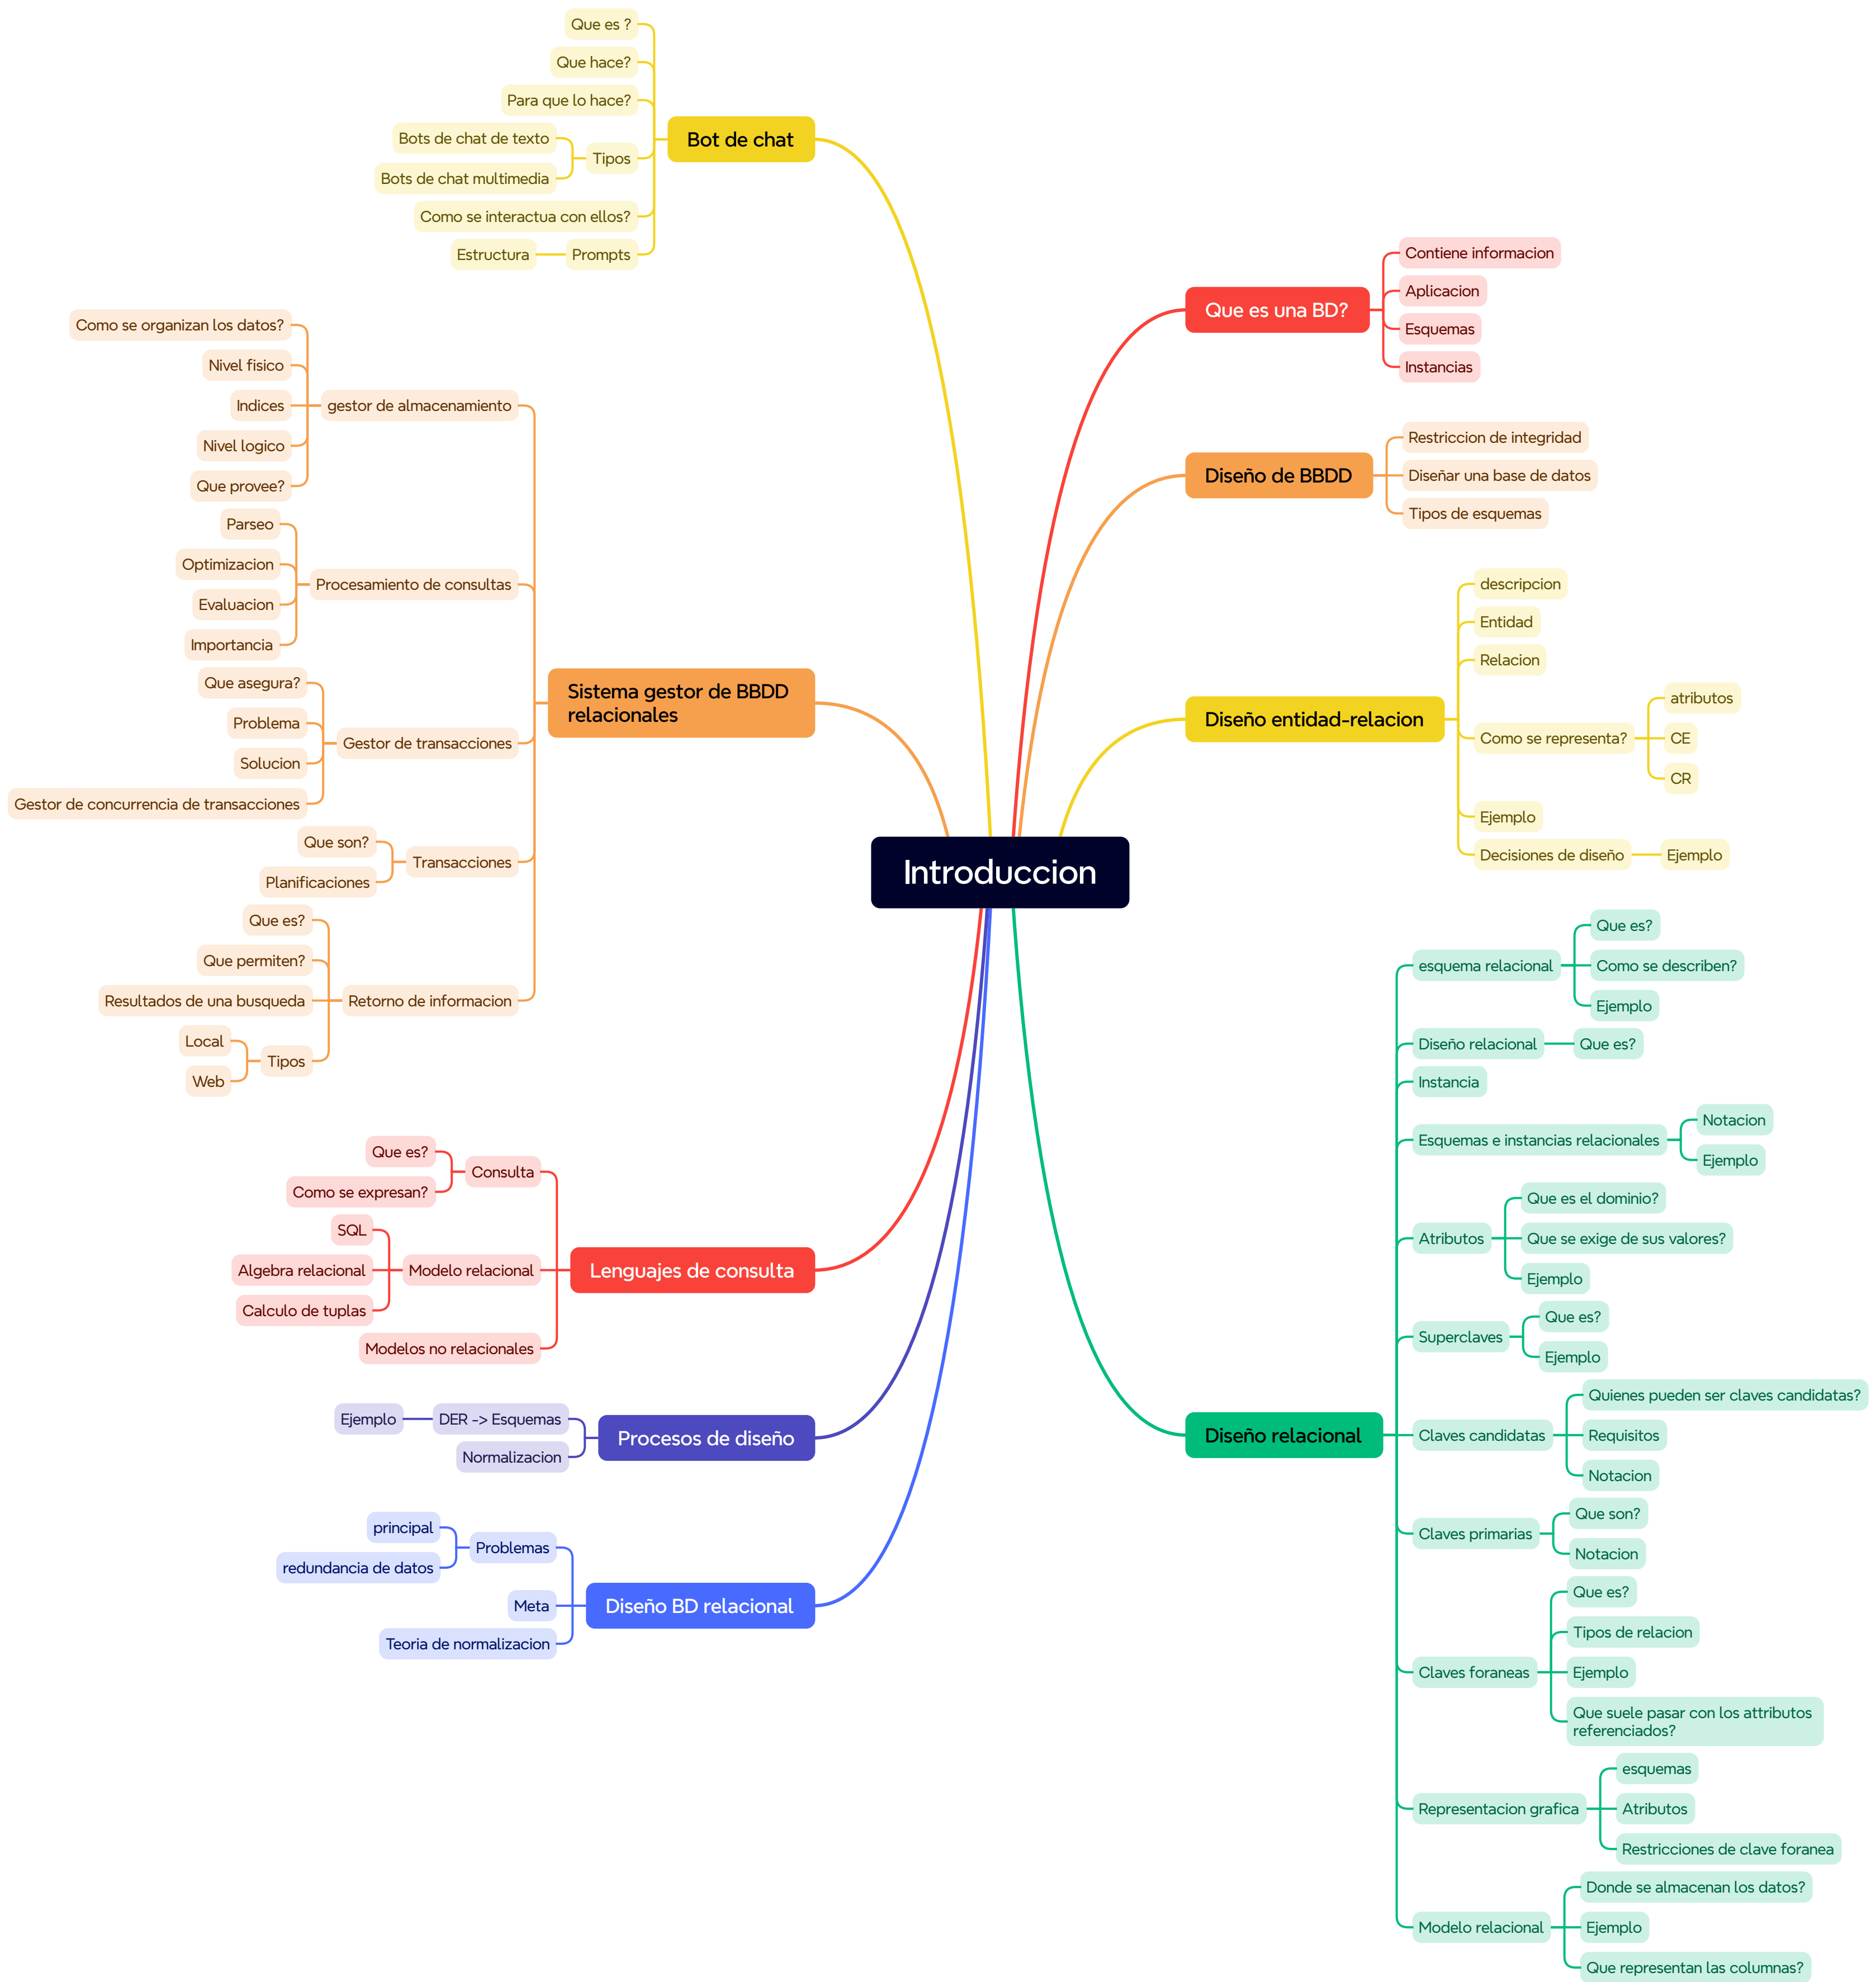 Introduccion
Que es una BD?
Contiene informacion
Aplicacion
Esquemas
Instancias
Diseño de BBDD
Restriccion de integridad
Diseñar una base de datos
Tipos de esquemas
Diseño entidad-relacion
descripcion
Entidad
Relacion
Como se representa?
atributos
CE
CR
Ejemplo
Decisiones de diseño
Ejemplo
Diseño relacional
esquema relacional
Que es?
Como se describen?
Ejemplo
Diseño relacional
Que es?
Instancia
Esquemas e instancias relacionales
Notacion
Ejemplo
Atributos
Que es el dominio?
Que se exige de sus valores?
Ejemplo
Superclaves
Que es?
Ejemplo
Claves candidatas
Quienes pueden ser claves candidatas?
Requisitos
Notacion
Claves primarias
Que son?
Notacion
Claves foraneas
Que es?
Tipos de relacion
Ejemplo
Que suele pasar con los attributos
referenciados?
Representacion grafica
esquemas
Atributos
Restricciones de clave foranea
Modelo relacional
Donde se almacenan los datos?
Ejemplo
Que representan las columnas?
Bot de chat
Que es ?
Que hace?
Para que lo hace?
Tipos
Bots de chat de texto
Bots de chat multimedia
Como se interactua con ellos?
Prompts
Estructura
Sistema gestor de BBDD
relacionales
gestor de almacenamiento
Como se organizan los datos?
Nivel fisico
Indices
Nivel logico
Que provee?
Procesamiento de consultas
Parseo
Optimizacion
Evaluacion
Importancia
Gestor de transacciones
Que asegura?
Problema
Solucion
Gestor de concurrencia de transacciones
Transacciones
Que son?
Planificaciones
Retorno de informacion
Que es?
Que permiten?
Resultados de una busqueda
Tipos
Local
Web
Lenguajes de consulta
Consulta
Que es?
Como se expresan?
Modelo relacional
SQL
Algebra relacional
Calculo de tuplas
Modelos no relacionales
Procesos de diseño
DER -> Esquemas
Ejemplo
Normalizacion
Diseño BD relacional
Problemas
principal
redundancia de datos
Meta
Teoria de normalizacion